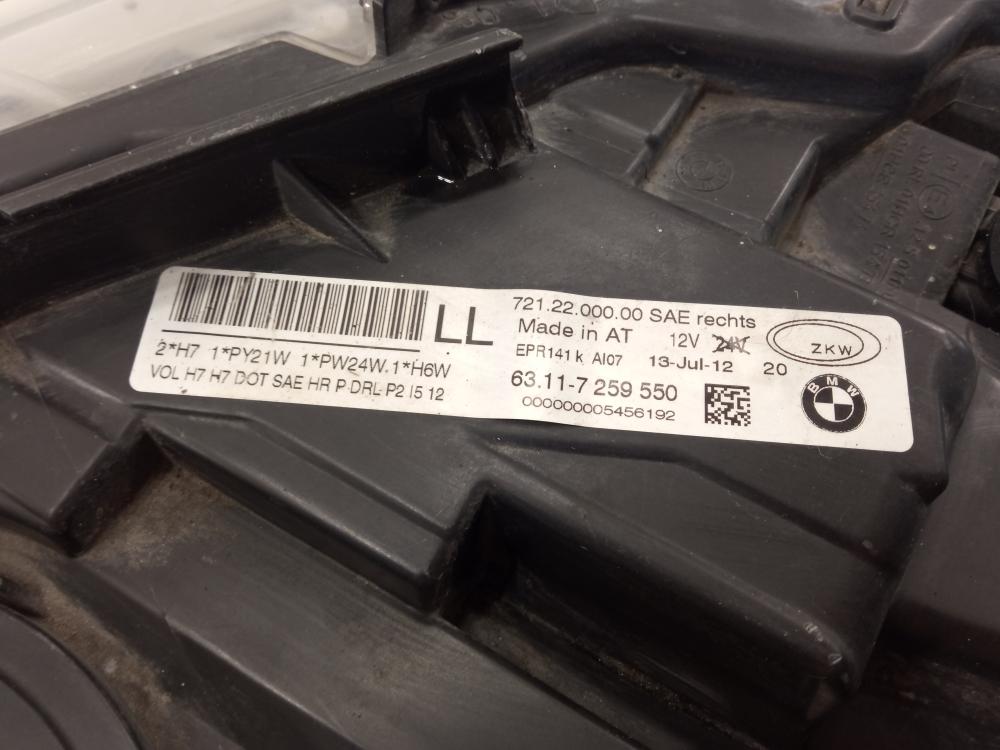 LL
2*H7 1*PY21W 1*PW24W.1*H6W
VOL H7 H7 DOT SAE HR P DRL P2 I5 12
721.22.000.00 SAE rechts
Made in AT 12V 24V
EPR141 k AI07 13-Jul-12 20
63.11-7 259 550
000000005456192
ZKW
BMW